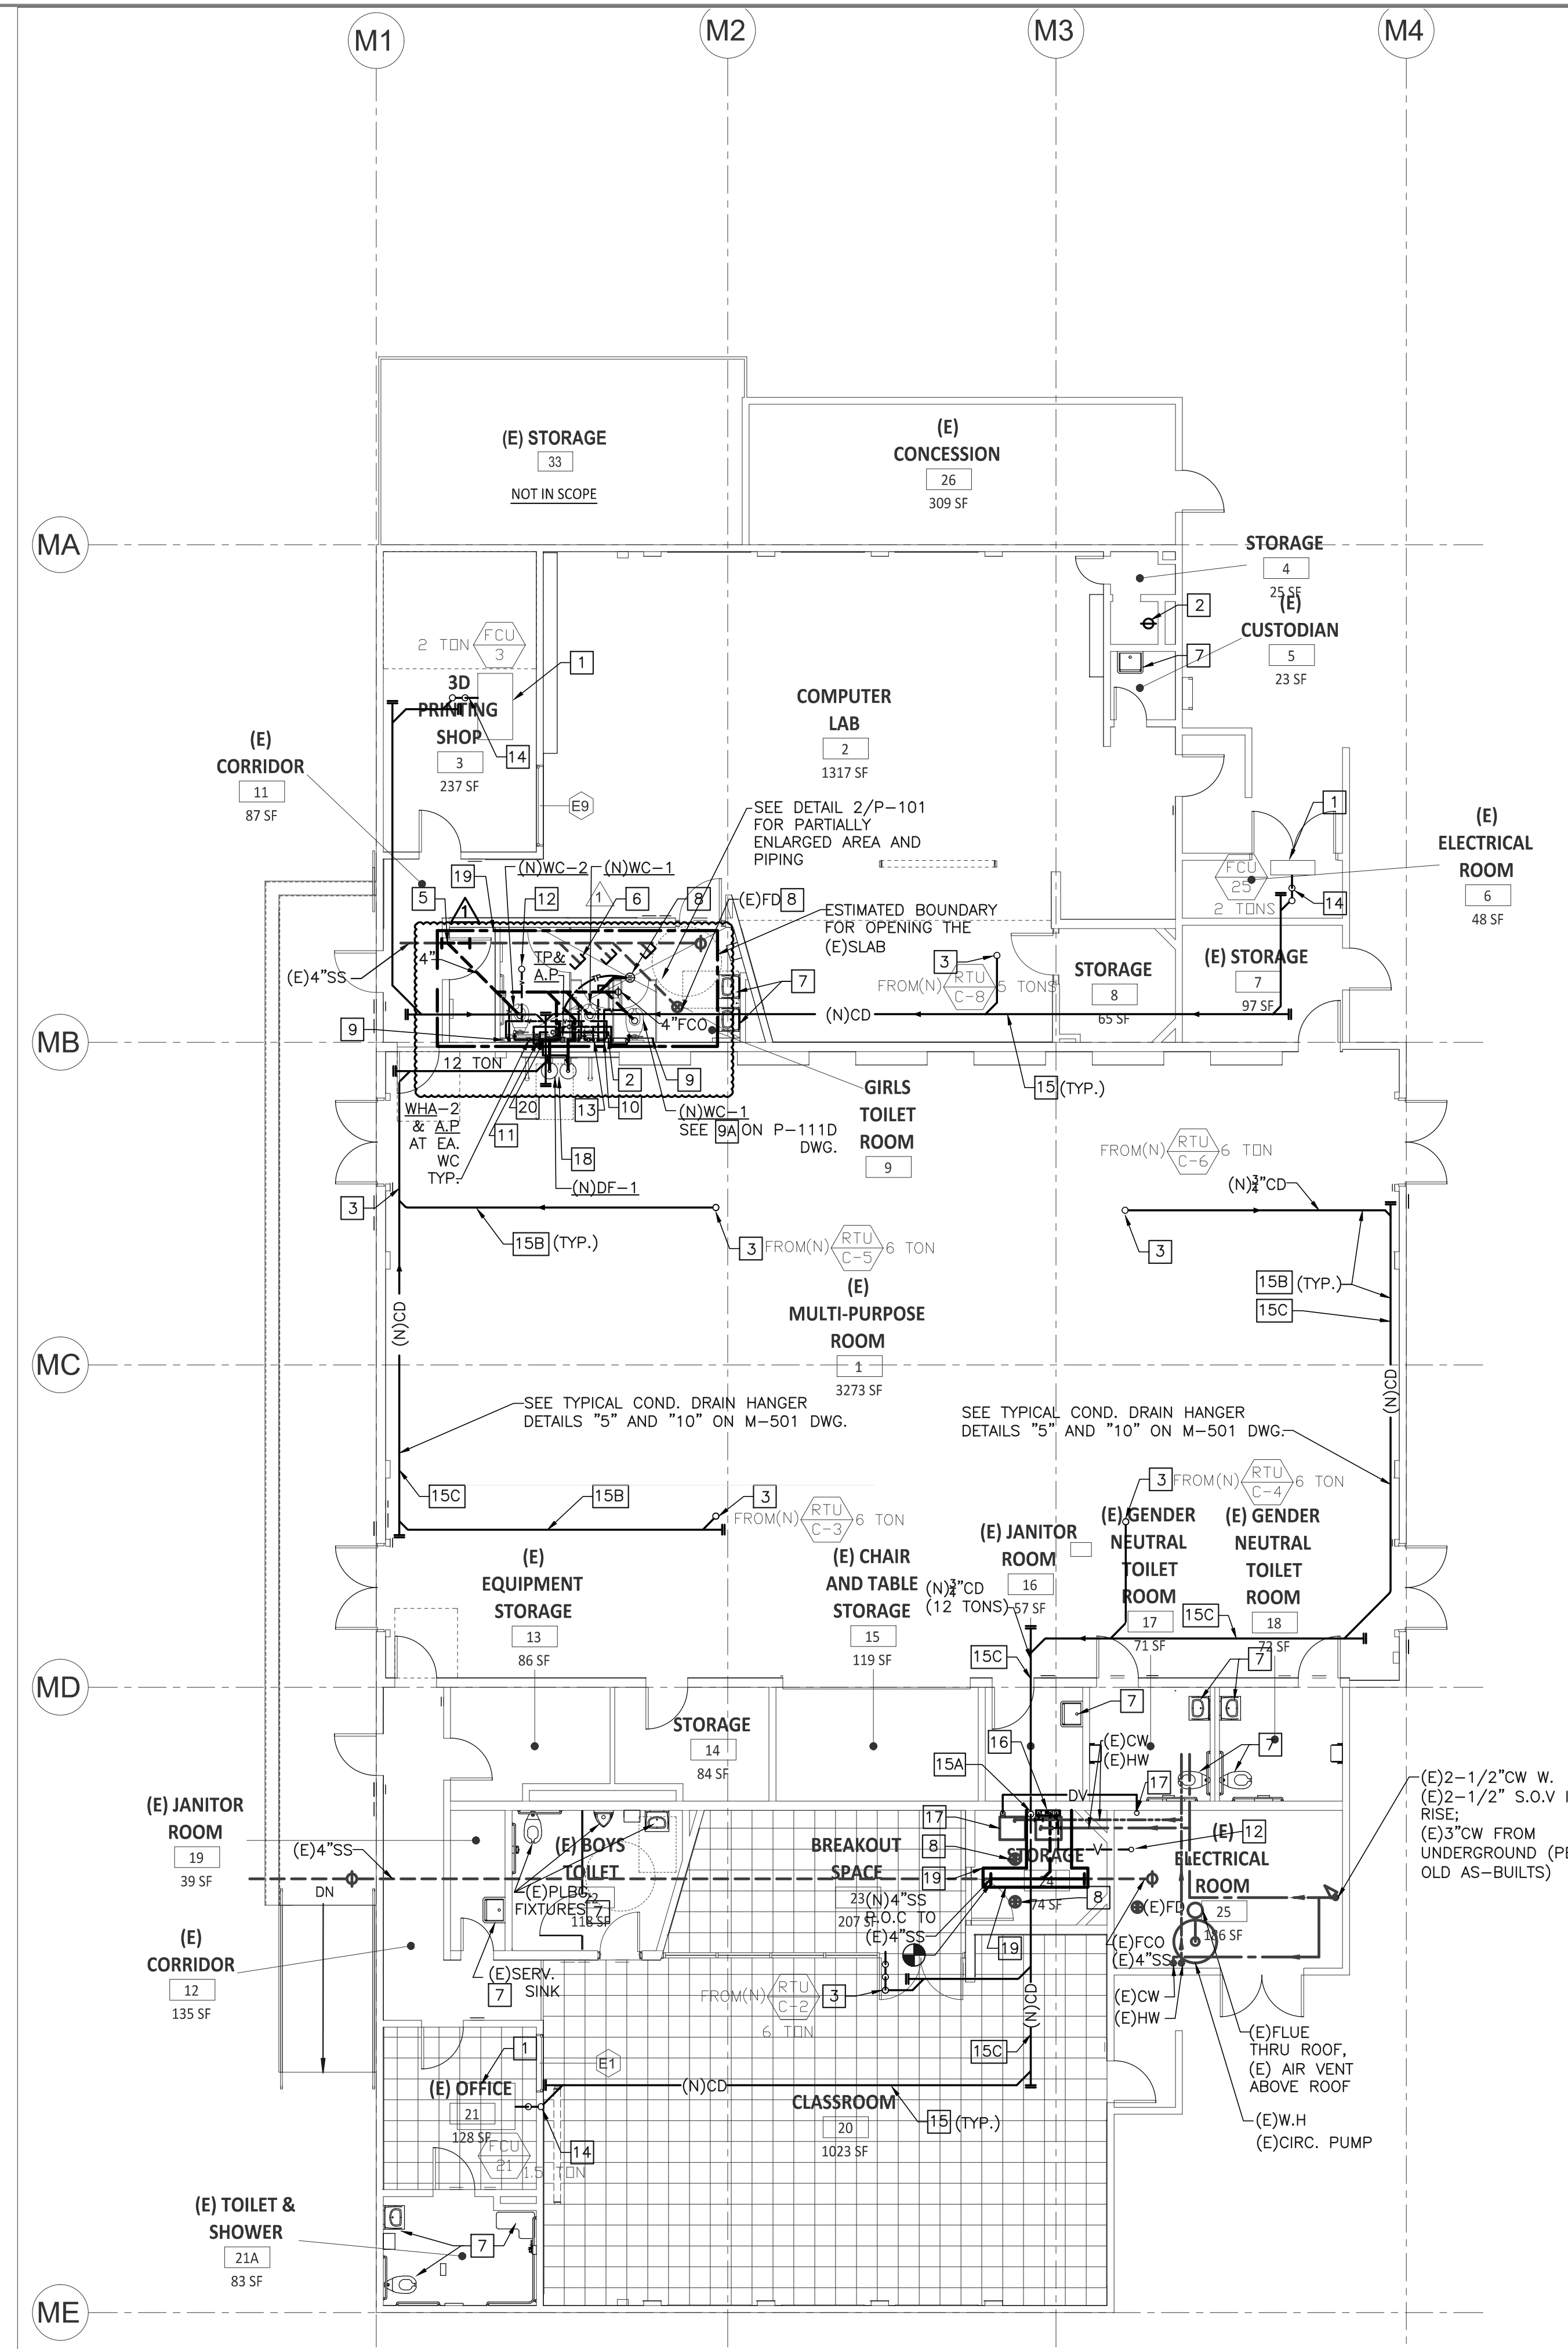 M1
M2
M3
M4
(E) STORAGE
33
NOT IN SCOPE
(E)
CONCESSION
26
309 SF
MA
STORAGE
4
25 SF
2
(E)
CUSTODIAN
5
23 SF
7
2 TON
FCU
3
1
3D
PRINTING
SHOP
3
237 SF
14
COMPUTER
LAB
2
1317 SF
(E)
CORRIDOR
11
87 SF
E9
SEE DETAIL 2/P-101
FOR PARTIALLY
ENLARGED AREA AND
PIPING
1
(E)
ELECTRICAL
ROOM
6
48 SF
FCU
25
2 TONS
14
19
(N)WC-2
(N)WC-1
5
1
12
1
6
8
(E)FD
8
ESTIMATED BOUNDARY
FOR OPENING THE
(E)SLAB
(E)4"SS
4"
TP&
A.P
TP
3
FROM(N)
RTU
C-8
5 TONS
STORAGE
8
65 SF
(E) STORAGE
7
97 SF
7
4"FCO
(N)CD
9
MB
12 TON
2
9
15
(TYP.)
WHA-2
& A.P
AT EA.
WC
TYP.
20
11
13
10
(N)WC-1
SEE 9A ON P-111D
DWG.
GIRLS
TOILET
ROOM
9
18
(N)DF-1
FROM(N)
RTU
C-6
6 TON
(N)3/4"CD
3
15B
(TYP.)
3
FROM(N)
RTU
C-5
6 TON
3
15B
(TYP.)
15C
(E)
MULTI-PURPOSE
ROOM
1
3273 SF
(N)CD
(N)CD
MC
SEE TYPICAL COND. DRAIN HANGER
DETAILS "5" AND "10" ON M-501 DWG.
SEE TYPICAL COND. DRAIN HANGER
DETAILS "5" AND "10" ON M-501 DWG.
15C
15B
3
FROM(N)
RTU
C-3
6 TON
3
FROM(N)
RTU
C-4
6 TON
(E)
EQUIPMENT
STORAGE
13
86 SF
(E) CHAIR
AND TABLE
STORAGE
15
119 SF
(E) JANITOR
ROOM
16
57 SF
(N)3/4"CD
(12 TONS)
(E) GENDER
NEUTRAL
TOILET
ROOM
17
71 SF
(E) GENDER
NEUTRAL
TOILET
ROOM
18
72 SF
15C
15C
7
MD
STORAGE
14
84 SF
7
16
(E)CW
(E)HW
7
15A
DV
17
17
(E)2-1/2"CW W.
(E)2-1/2" S.O.V
RISE;
(E)3"CW FROM
UNDERGROUND
OLD AS-BUILTS)
(E) JANITOR
ROOM
19
39 SF
(E)4"SS
(E) BOYS
TOILET
22
118 SF
BREAKOUT
SPACE
23
207 SF
8
19
STORAGE
24
74 SF
V
12
(E)
ELECTRICAL
ROOM
25
186 SF
DN
(E)PLBG
FIXTURES
7
(N)4"SS
P.O.C TO
(E)4"SS
8
19
(E)FD
(E)FCO
(E)4"SS
(E)
CORRIDOR
12
135 SF
(E)SERV.
SINK
7
FROM(N)
RTU
C-2
6 TON
3
(N)CD
15C
(E)CW
(E)HW
(E)FLUE
THRU ROOF,
(E) AIR VENT
ABOVE ROOF
(E)W.H
(E)CIRC. PUMP
1
E1
(E) OFFICE
21
128 SF
FCU
21
1.5 TON
14
(N)CD
CLASSROOM
20
1023 SF
15
(TYP.)
(E) TOILET &
SHOWER
21A
83 SF
7
ME